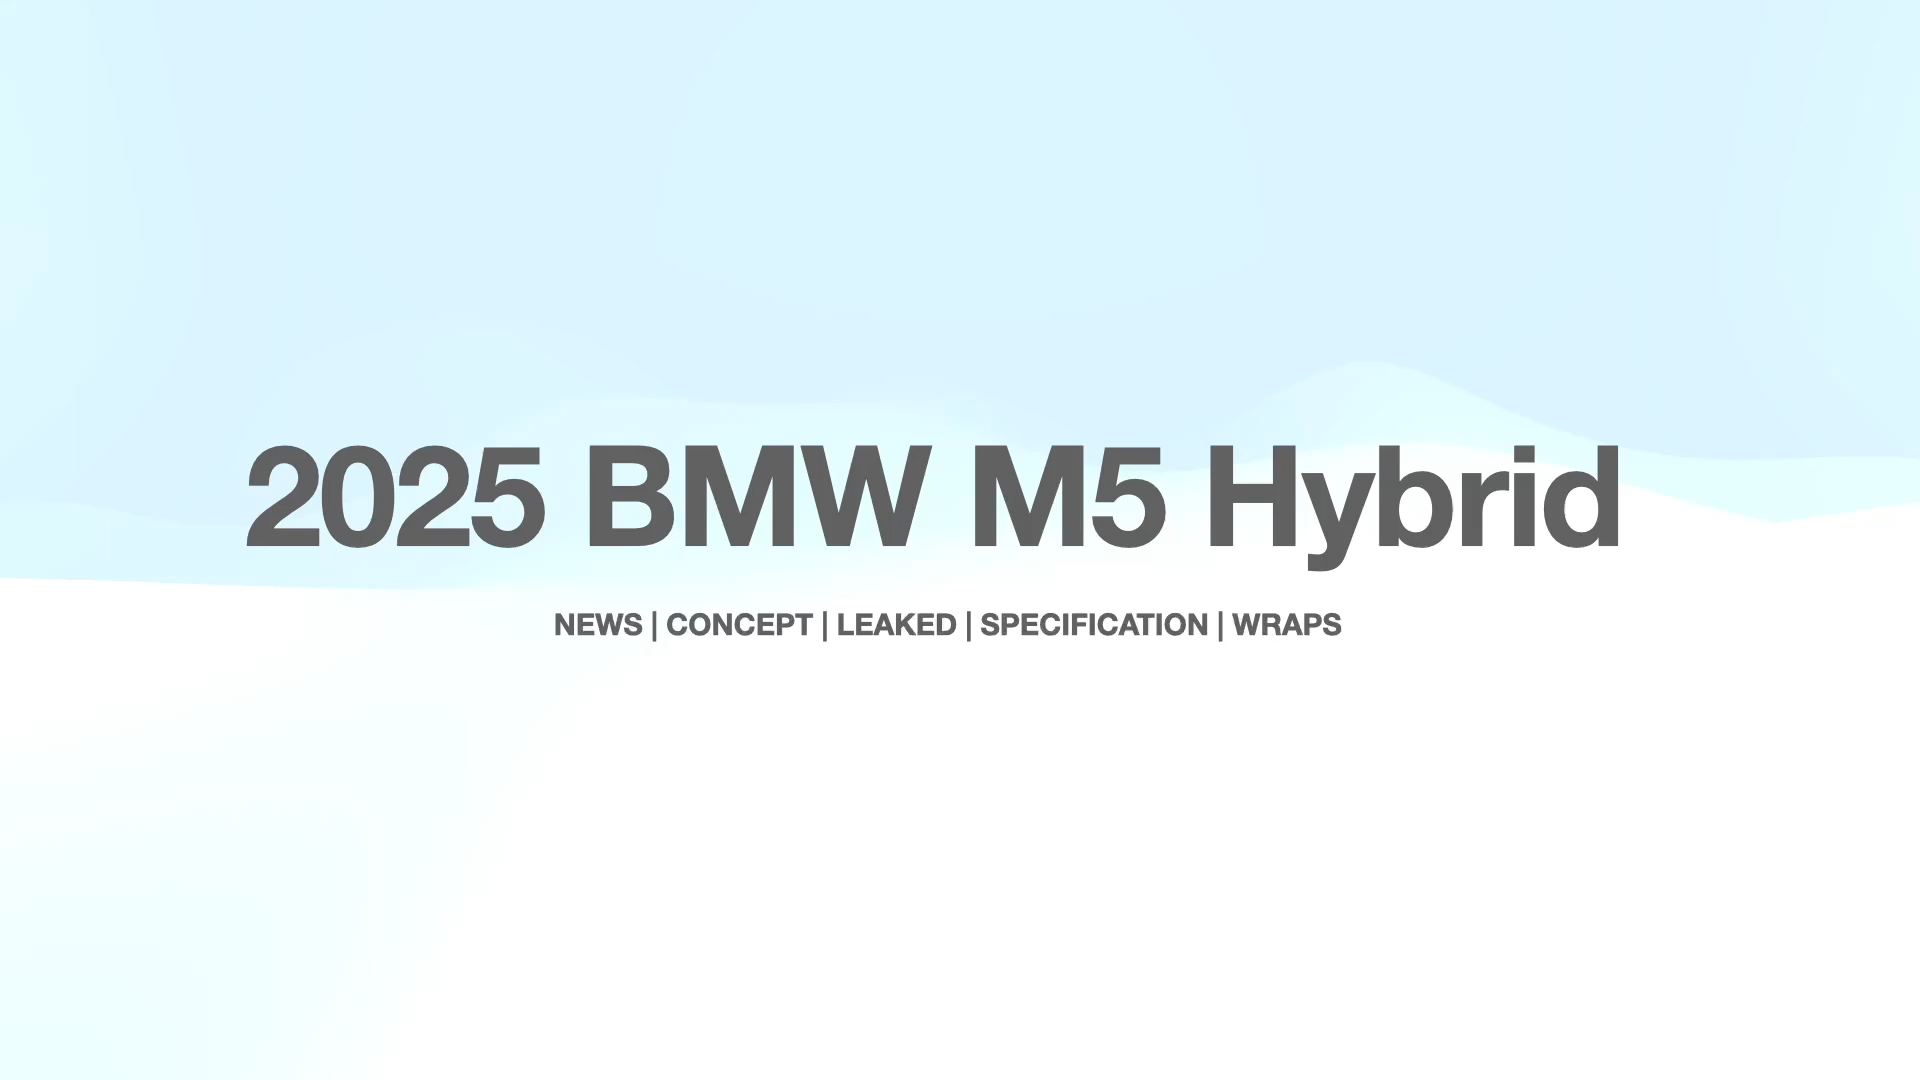 2025 BMW M5 Hybrid
NEWS | CONCEPT | LEAKED | SPECIFICATION | WRAPS